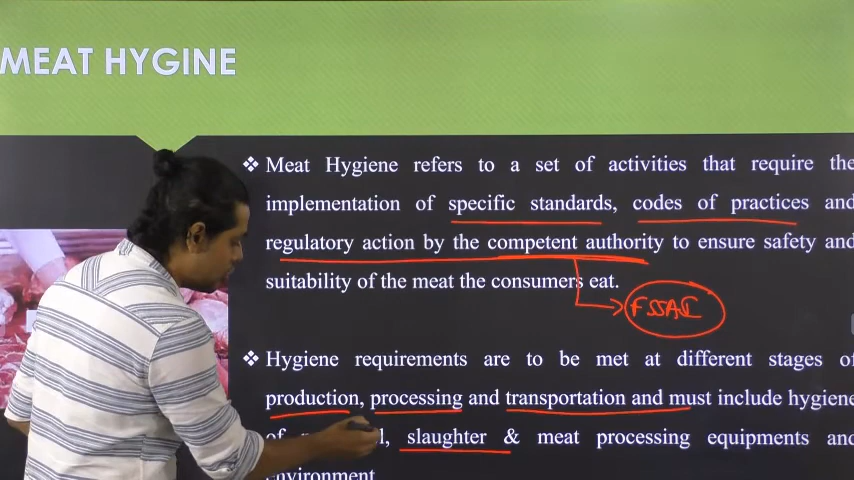 MEAT HYGINE
❖ Meat Hygiene refers to a set of activities that require the
implementation of specific standards, codes of practices and
regulatory action by the competent authority to ensure safety and
suitability of the meat the consumers eat.
FSSAI
❖ Hygiene requirements are to be met at different stages of
production, processing and transportation and must include hygiene
of slaughter & meat processing equipments and
environment